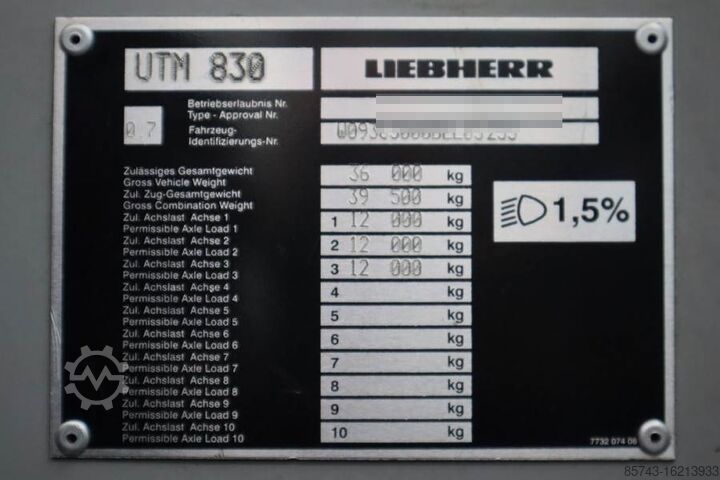 UTM 830 LIEBHERR
Betriebserlaubnis Nr.
Type - Approval Nr.
0.7 Fahrzeug-
Identifizierungs-Nr.
Zulässiges Gesamtgewicht
Gross Vehicle Weight 36 000 kg
Zul. Zug-Gesamtgewicht
Gross Combination Weight 39 500 kg
1,5%
Zul. Achslast Achse 1
Permissible Axle Load 1 1 12 000 kg
Zul. Achslast Achse 2
Permissible Axle Load 2 2 12 000 kg
Zul. Achslast Achse 3
Permissible Axle Load 3 3 12 000 kg
Zul. Achslast Achse 4
Permissible Axle Load 4 4 kg
Zul. Achslast Achse 5
Permissible Axle Load 5 5 kg
Zul. Achslast Achse 6
Permissible Axle Load 6 6 kg
Zul. Achslast Achse 7
Permissible Axle Load 7 7 kg
Zul. Achslast Achse 8
Permissible Axle Load 8 8 kg
Zul. Achslast Achse 9
Permissible Axle Load 9 9 kg
Zul. Achslast Achse 10
Permissible Axle Load 10 10 kg
7732 074 06
85743-16213933